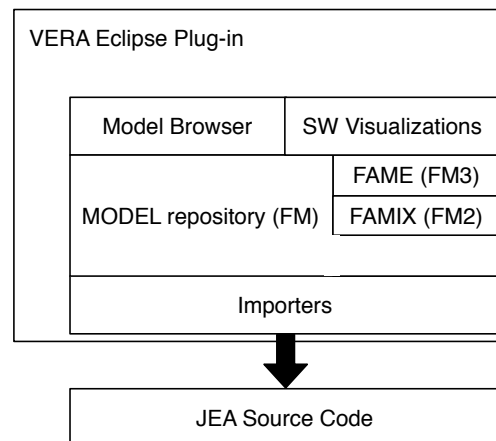 VERA Eclipse Plug-in
Model Browser
SW Visualizations
FAME (FM3)
MODEL repository (FM)
FAMIX (FM2)
Importers
JEA Source Code